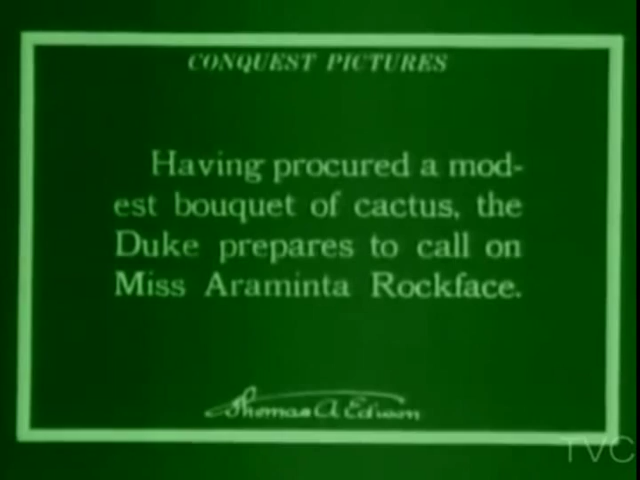 CONQUEST PICTURES
Having procured a mod-
est bouquet of cactus, the
Duke prepares to call on
Miss Araminta Rockface.
Thomas A Edison
TVC